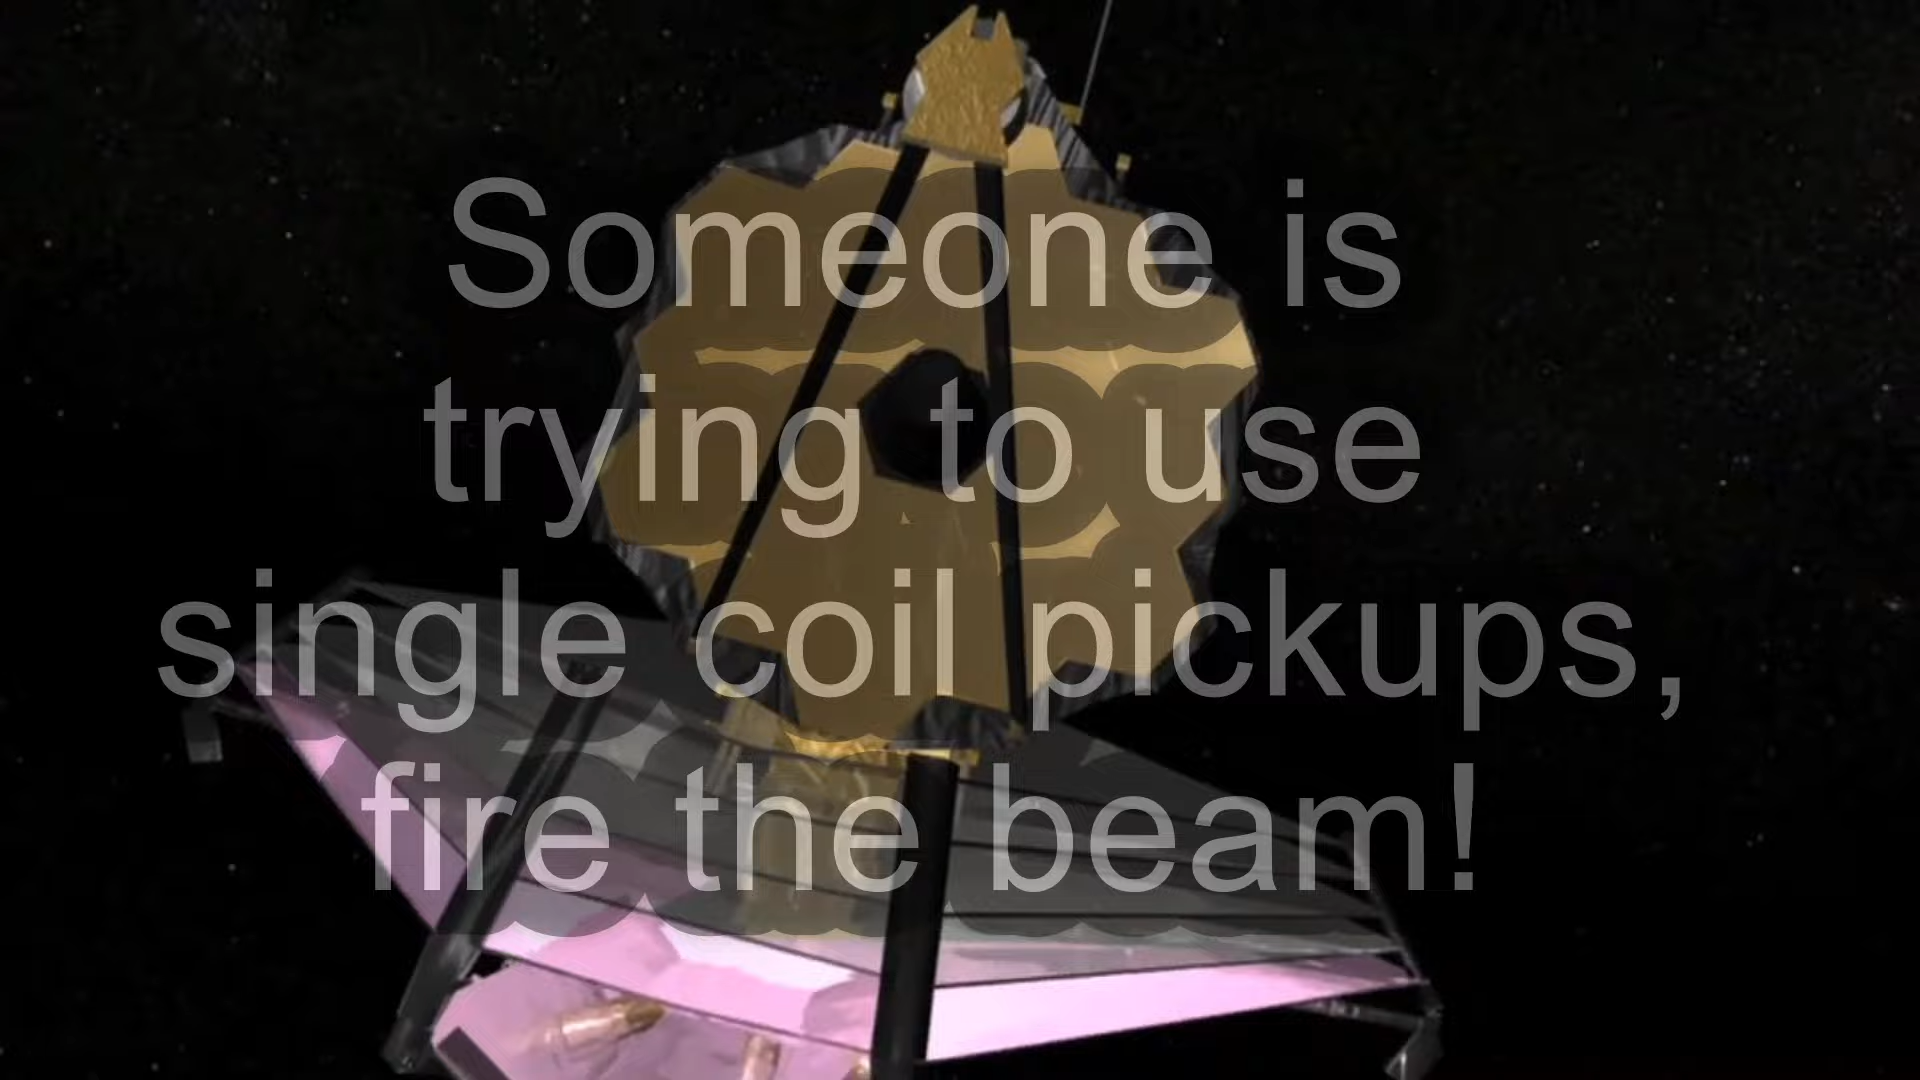 Someone is
trying to use
single coil pickups,
fire the beam!